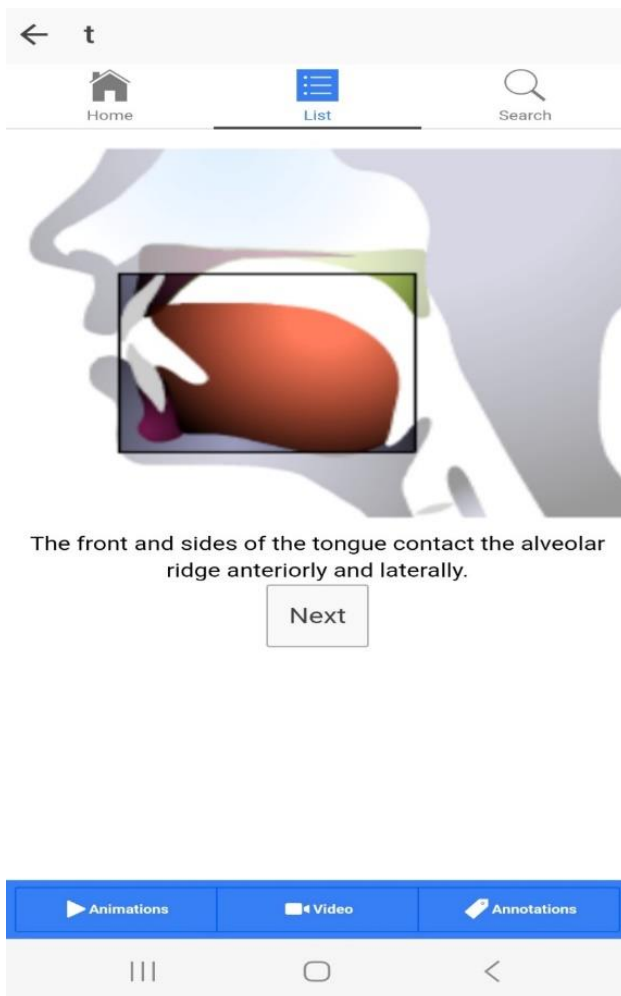 t
Home List Search
The front and sides of the tongue contact the alveolar
ridge anteriorly and laterally.
Next
Animations Video Annotations